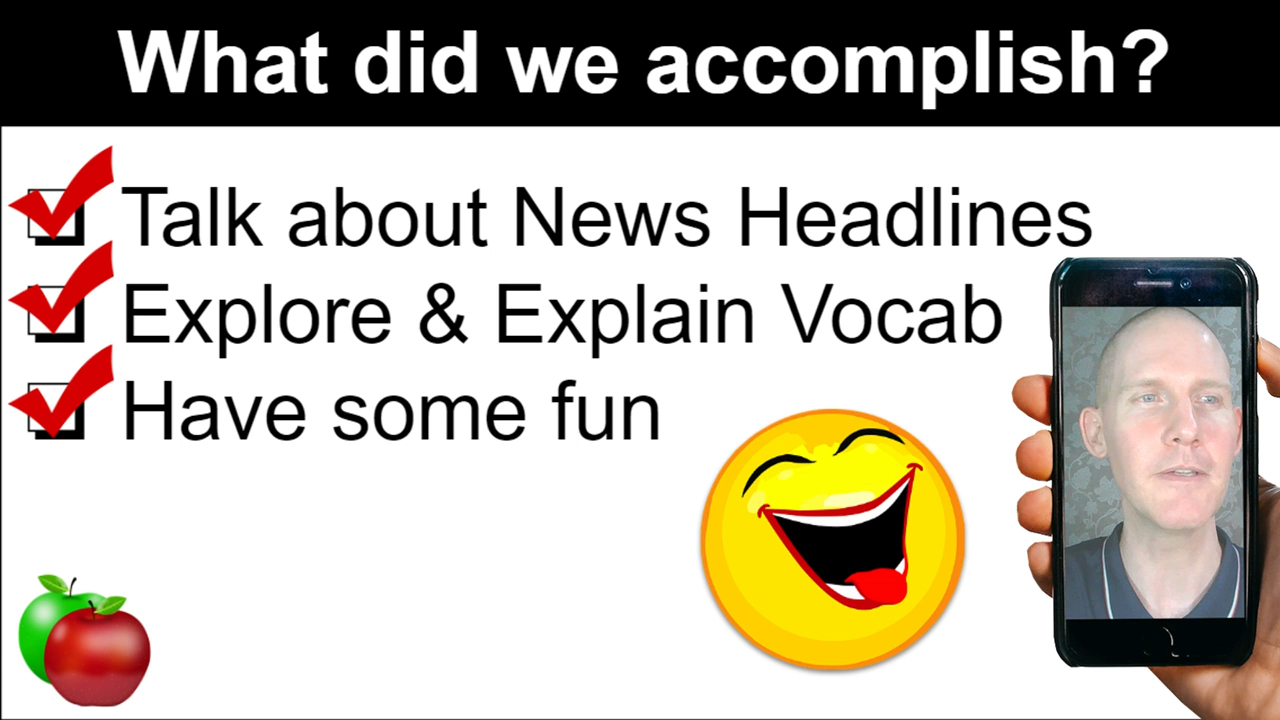 What did we accomplish?
Talk about News Headlines
Explore & Explain Vocab
Have some fun